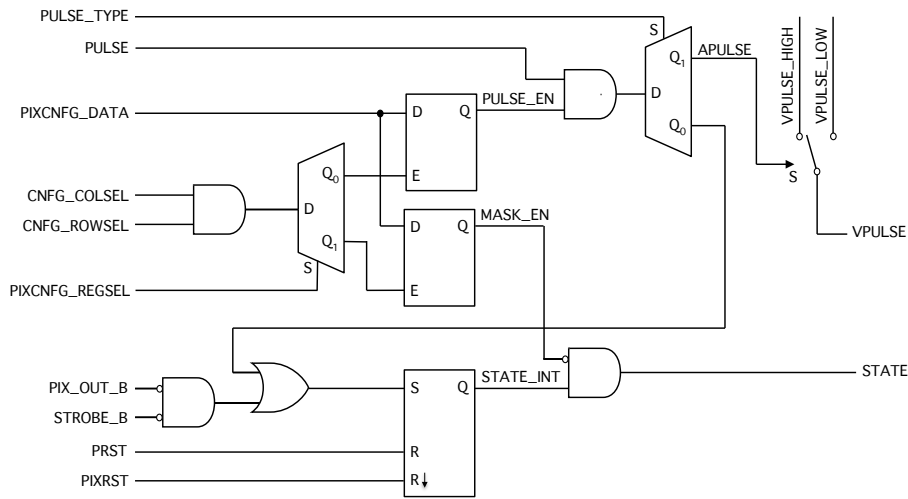 PULSE_TYPE
S
PULSE
Q1
APULSE
VPULSE_HIGH
VPULSE_LOW
D
PIXCNFG_DATA
D
Q
PULSE_EN
Q0
Q0
E
S
CNFG_COLSEL
D
CNFG_ROWSEL
D
Q
MASK_EN
VPULSE
Q1
S
PIXCNFG_REGSEL
E
PIX_OUT_B
S
Q
STATE_INT
STATE
STROBE_B
PRST
R
PIXRST
R↓